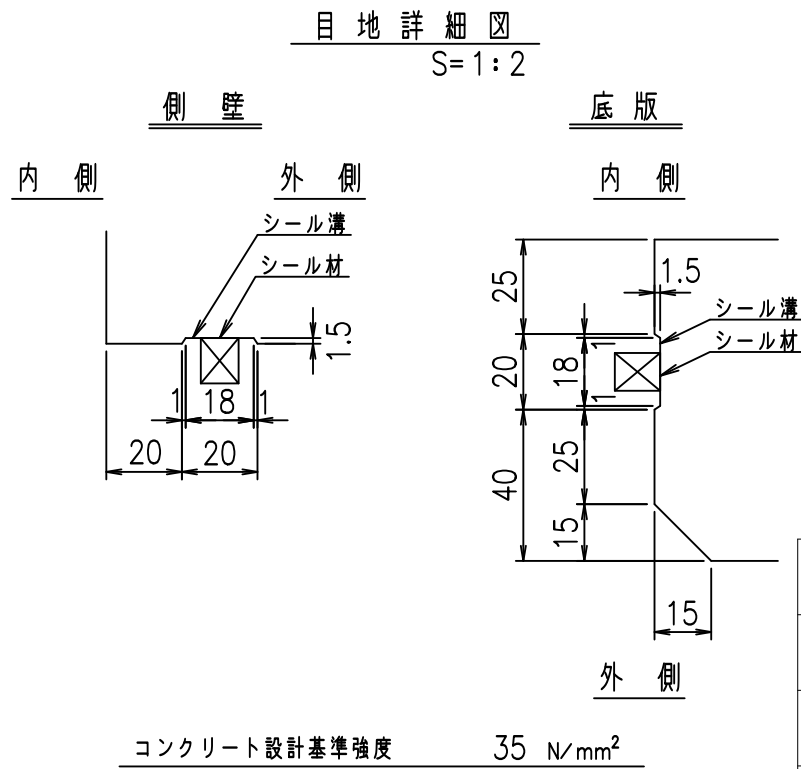 目地詳細図
S=1:2
側壁
内側
外側
シール溝
シール材
1.5
1
18
1
20
20
底版
内側
1.5
シール溝
シール材
25
20
40
1
18
1
25
15
15
外側
コンクリート設計基準強度 35 N/mm²